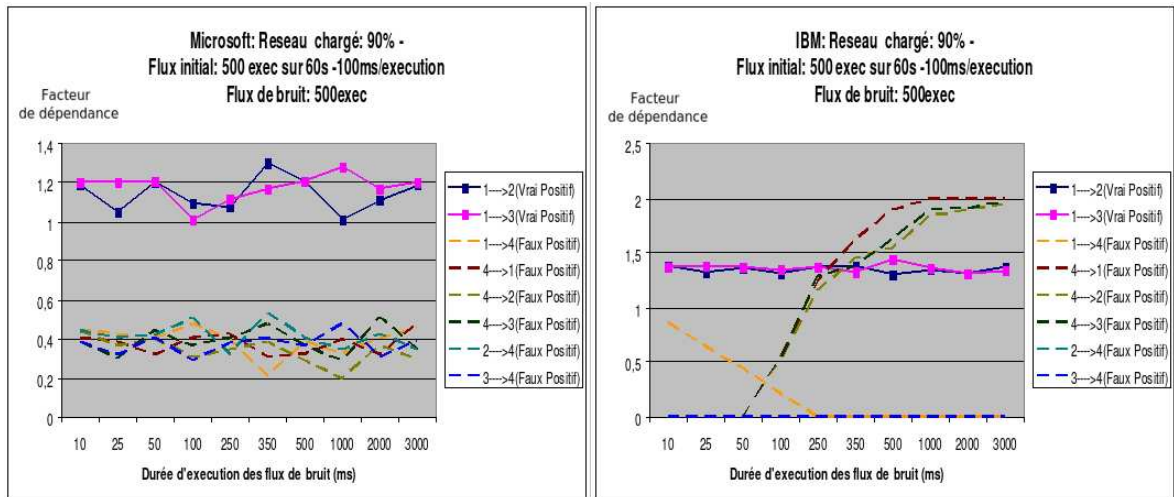 Microsoft: Reseau chargé: 90% -
Flux initial: 500 exec sur 60s -100ms/execution
Flux de bruit: 500exec
Facteur
de dépendance
1,4
1,2
1
0,8
0,6
0,4
0,2
0
10 25 50 100 250 350 500 1000 2000 3000
Durée d'execution des flux de bruit (ms)
1--->2(Vrai Positif)
1--->3(Vrai Positif)
1--->4(Faux Positif)
4--->1(Faux Positif)
4--->2(Faux Positif)
4--->3(Faux Positif)
2--->4(Faux Positif)
3--->4(Faux Positif)
IBM: Reseau chargé: 90% -
Flux initial: 500 exec sur 60s -100ms/execution
Flux de bruit: 500exec
Facteur
de dépendance
2,5
2
1,5
1
0,5
0
10 25 50 100 250 350 500 1000 2000 3000
Durée d'execution des flux de bruit (ms)
1--->2(Vrai Positif)
1--->3(Vrai Positif)
1--->4(Faux Positif)
4--->1(Faux Positif)
4--->2(Faux Positif)
4--->3(Faux Positif)
2--->4(Faux Positif)
3--->4(Faux Positif)